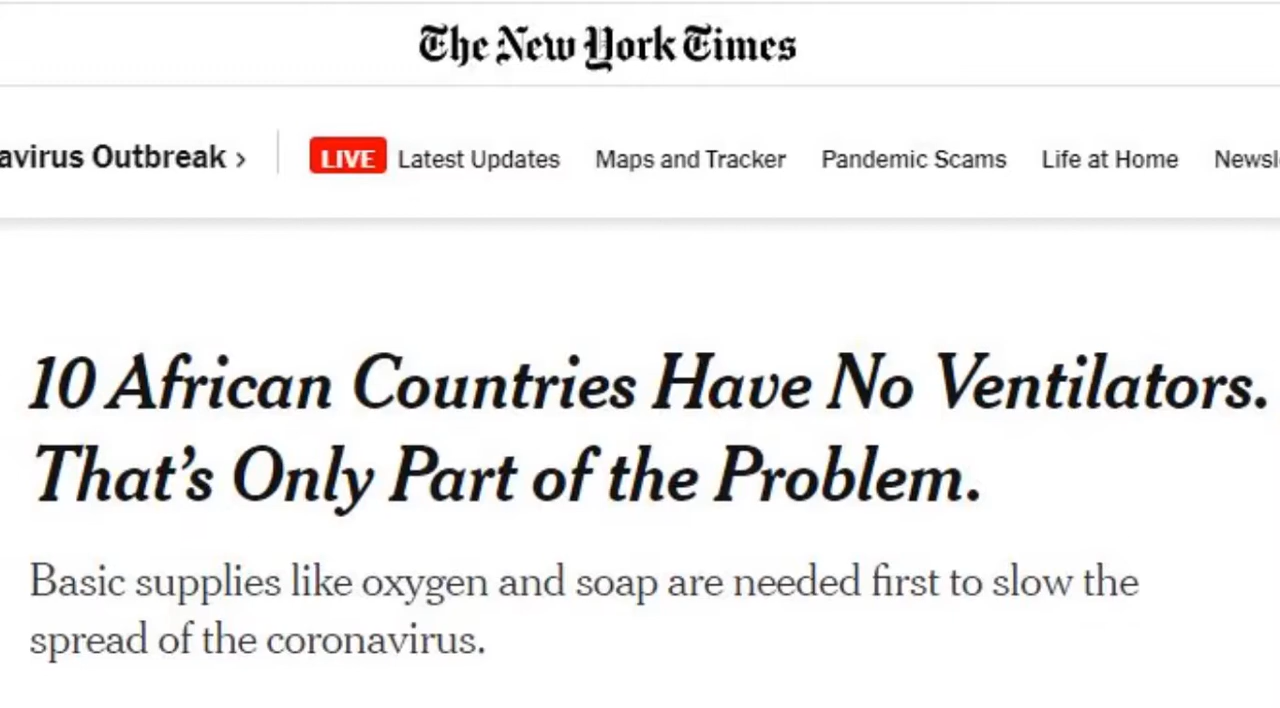 The New York Times
avirus Outbreak › LIVE Latest Updates Maps and Tracker Pandemic Scams Life at Home Newsl
10 African Countries Have No Ventilators.
That’s Only Part of the Problem.
Basic supplies like oxygen and soap are needed first to slow the
spread of the coronavirus.